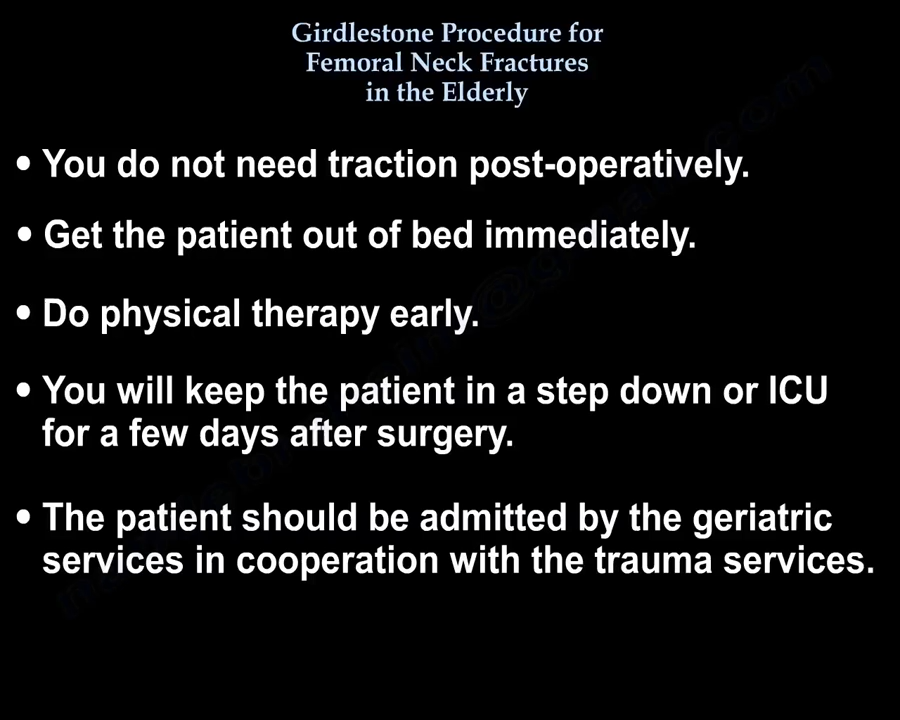 Girdlestone Procedure for
Femoral Neck Fractures
in the Elderly
• You do not need traction post-operatively.
• Get the patient out of bed immediately.
• Do physical therapy early.
• You will keep the patient in a step down or ICU
for a few days after surgery.
• The patient should be admitted by the geriatric
services in cooperation with the trauma services.